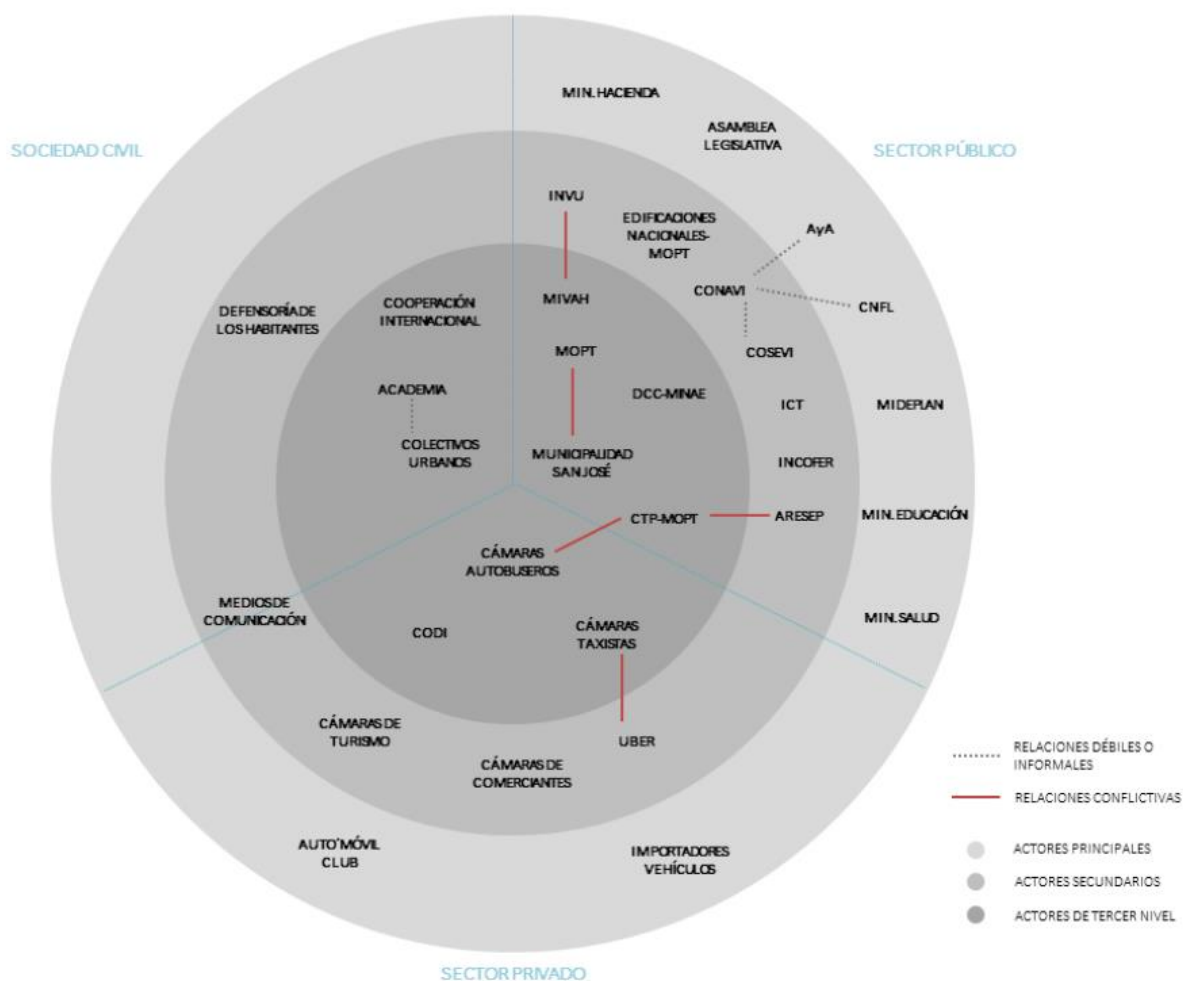 MIN. HACIENDA
ASAMBLEA
LEGISLATIVA
SOCIEDAD CIVIL
SECTOR PÚBLICO
INVU
EDIFICACIONES
NACIONALES-
MOPT
AyA
CONAVI
CNFL
MIVAH
COOPERACIÓN
INTERNACIONAL
DEFENSORÍA DE
LOS HABITANTES
MOPT
COSEVI
ACADEMIA
DCC-MINAE
ICT
MIDEPLAN
COLECTIVOS
URBANOS
MUNICIPALIDAD
SAN JOSÉ
INCOFER
CTP-MOPT
ARESEP
MIN. EDUCACIÓN
CÁMARAS
AUTOBUSEROS
MEDIOS DE
COMUNICACIÓN
CODI
CÁMARAS
TAXISTAS
MIN. SALUD
CÁMARAS DE
TURISMO
UBER
CÁMARAS DE
COMERCIANTES
AUTO'MÓVIL
CLUB
IMPORTADORES
VEHÍCULOS
SECTOR PRIVADO
RELACIONES DÉBILES O
INFORMALES
RELACIONES CONFLICTIVAS
ACTORES PRINCIPALES
ACTORES SECUNDARIOS
ACTORES DE TERCER NIVEL